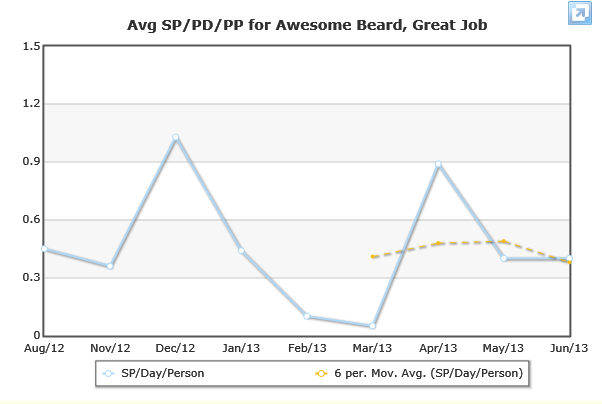 Avg SP/PD/PP for Awesome Beard, Great Job
1.5
1.2
0.9
0.6
0.3
0
Aug/12 Nov/12 Dec/12 Jan/13 Feb/13 Mar/13 Apr/13 May/13 Jun/13
SP/Day/Person 6 per. Mov. Avg. (SP/Day/Person)